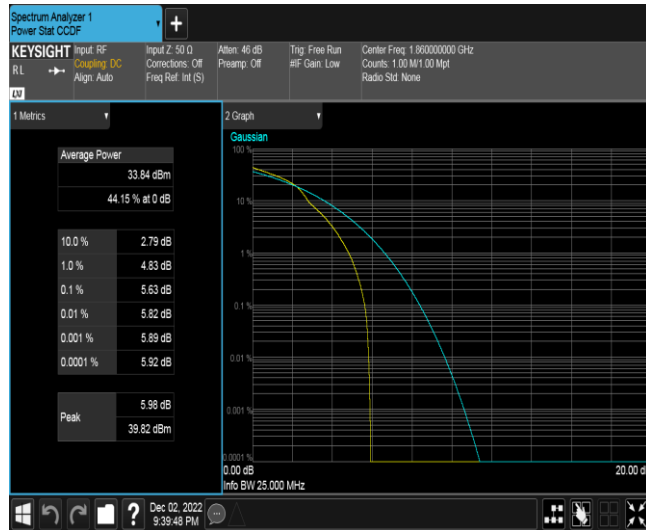 Spectrum Analyzer 1
Power Stat CCDF
+
KEYSIGHT
RL
LXI
Input: RF
Coupling: DC
Align: Auto
Input Z: 50 Ω
Corrections: Off
Freq Ref: Int (S)
Atten: 46 dB
Preamp: Off
Trig: Free Run
#IF Gain: Low
Center Freq: 1.860000000 GHz
Counts: 1.00 M/1.00 Mpt
Radio Std: None
1 Metrics
Average Power
33.84 dBm
44.15 % at 0 dB
10.0 % 2.79 dB
1.0 % 4.83 dB
0.1 % 5.63 dB
0.01 % 5.82 dB
0.001 % 5.89 dB
0.0001 % 5.92 dB
Peak
5.98 dB
39.82 dBm
2 Graph
Gaussian
100 %
10 %
1 %
0.1 %
0.01 %
0.001 %
0.0001 %
0.00 dB
20.00 d
Info BW 25.000 MHz
?
Dec 02, 2022
9:39:48 PM